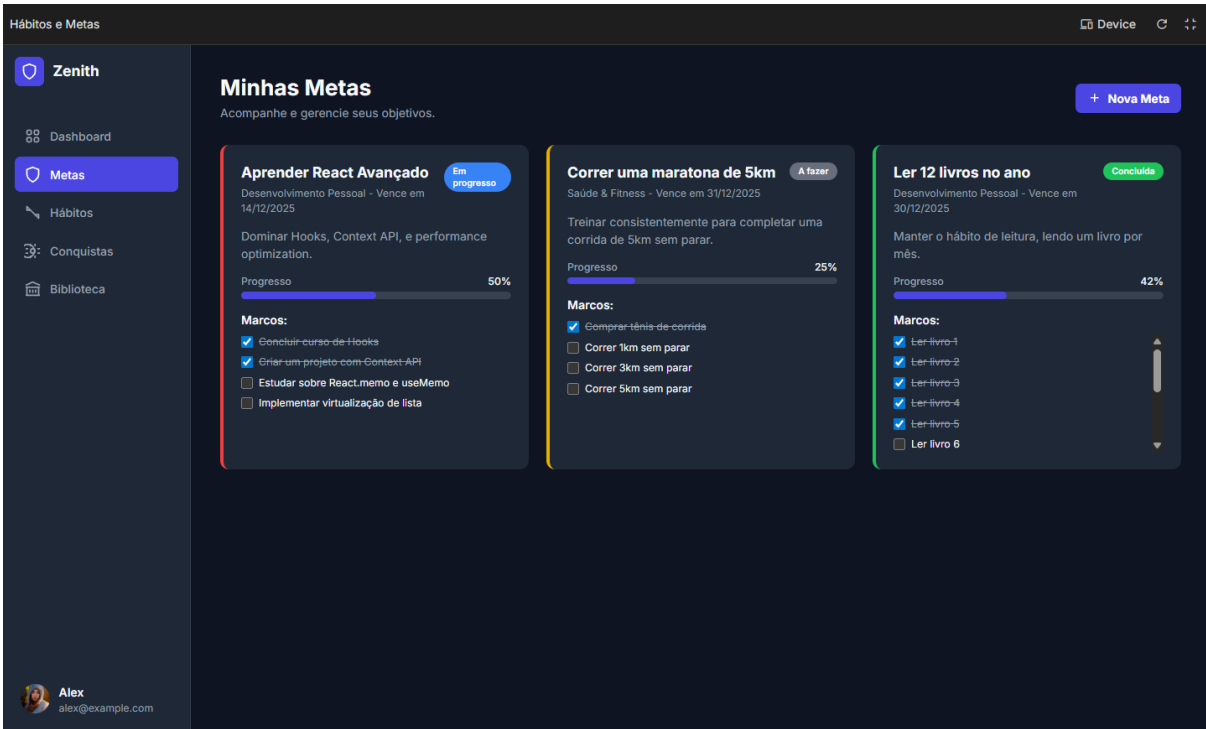 Hábitos e Metas
Device
Zenith
Dashboard
Metas
Hábitos
Conquistas
Biblioteca
Alex
alex@example.com
Minhas Metas
Acompanhe e gerencie seus objetivos.
+ Nova Meta
Aprender React Avançado
Em
progresso
Desenvolvimento Pessoal - Vence em
14/12/2025
Dominar Hooks, Context API, e performance
optimization.
Progresso
50%
Marcos:
Concluir curso de Hooks
Criar um projeto com Context API
Estudar sobre React.memo e useMemo
Implementar virtualização de lista
Correr uma maratona de 5km
A fazer
Saúde & Fitness - Vence em 31/12/2025
Treinar consistentemente para completar uma
corrida de 5km sem parar.
Progresso
25%
Marcos:
Comprar tênis de corrida
Correr 1km sem parar
Correr 3km sem parar
Correr 5km sem parar
Ler 12 livros no ano
Concluída
Desenvolvimento Pessoal - Vence em
30/12/2025
Manter o hábito de leitura, lendo um livro por
mês.
Progresso
42%
Marcos:
Ler livro 1
Ler livro 2
Ler livro 3
Ler livro 4
Ler livro 5
Ler livro 6